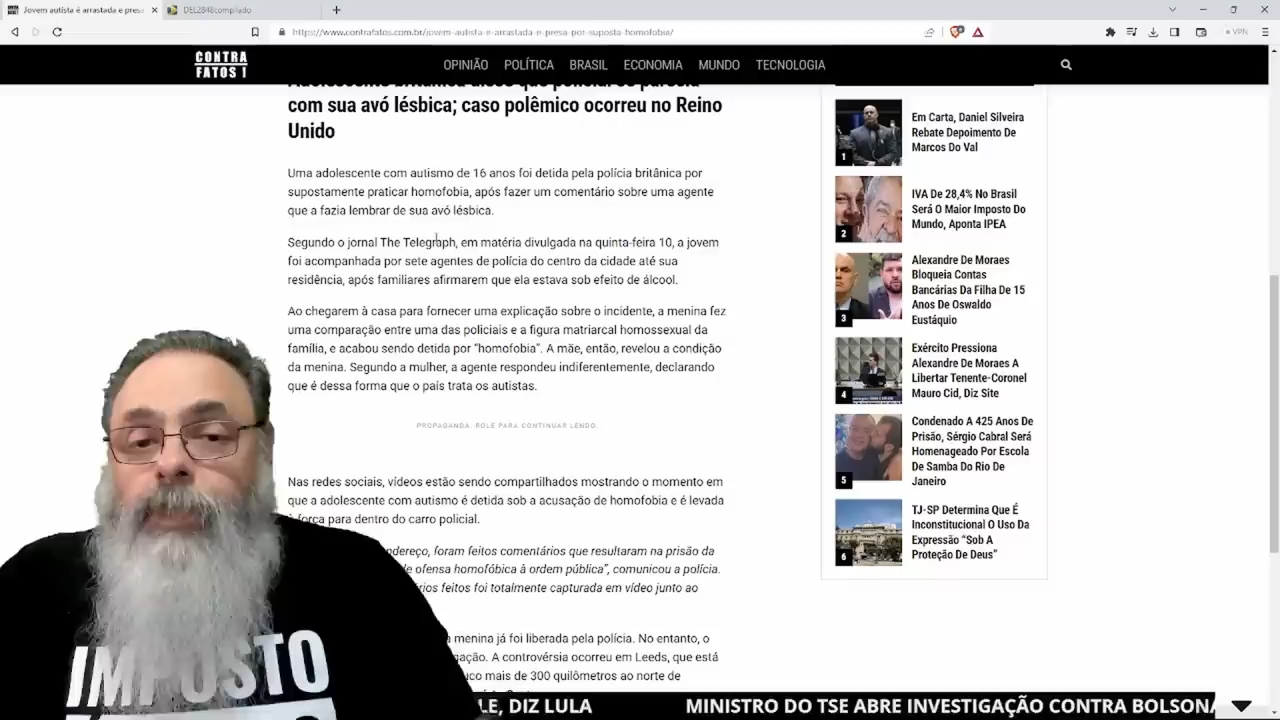 Jovem autista é arrastada e presa
DEL2848compilado
https://www.contrafatos.com.br/jovem-autista-e-arrastada-e-presa-por-suposta-homofobia/
VPN
CONTRA
FATOS !
OPINIÃO POLÍTICA BRASIL ECONOMIA MUNDO TECNOLOGIA
com sua avó lésbica; caso polêmico ocorreu no Reino
Unido
Uma adolescente com autismo de 16 anos foi detida pela polícia britânica por
supostamente praticar homofobia, após fazer um comentário sobre uma agente
que a fazia lembrar de sua avó lésbica.
Segundo o jornal The Telegraph, em matéria divulgada na quinta-feira 10, a jovem
foi acompanhada por sete agentes de polícia do centro da cidade até sua
residência, após familiares afirmarem que ela estava sob efeito de álcool.
Ao chegarem à casa para fornecer uma explicação sobre o incidente, a menina fez
uma comparação entre uma das policiais e a figura matriarcal homossexual da
família, e acabou sendo detida por “homofobia”. A mãe, então, revelou a condição
da menina. Segundo a mulher, a agente respondeu indiferentemente, declarando
que é dessa forma que o país trata os autistas.
PROPAGANDA. ROLE PARA CONTINUAR LENDO.
Nas redes sociais, vídeos estão sendo compartilhados mostrando o momento em
que a adolescente com autismo é detida sob a acusação de homofobia e é levada
força para dentro do carro policial.
foram feitos comentários que resultaram na prisão da
ofensa homofóbica à ordem pública”, comunicou a polícia.
feitos foi totalmente capturada em vídeo junto ao
menina já foi liberada pela polícia. No entanto, o
A controvérsia ocorreu em Leeds, que está
mais de 300 quilômetros ao norte de
1
Em Carta, Daniel Silveira
Rebate Depoimento De
Marcos Do Val
2
IVA De 28,4% No Brasil
Será O Maior Imposto Do
Mundo, Aponta IPEA
3
Alexandre De Moraes
Bloqueia Contas
Bancárias Da Filha De 15
Anos De Oswaldo
Eustáquio
4
Exército Pressiona
Alexandre De Moraes A
Libertar Tenente-Coronel
Mauro Cid, Diz Site
5
Condenado A 425 Anos De
Prisão, Sérgio Cabral Será
Homenageado Por Escola
De Samba Do Rio De
Janeiro
6
TJ-SP Determina Que É
Inconstitucional O Uso Da
Expressão “Sob A
Proteção De Deus”
IMPOSTO
LE, DIZ LULA MINISTRO DO TSE ABRE INVESTIGAÇÃO CONTRA BOLSONA